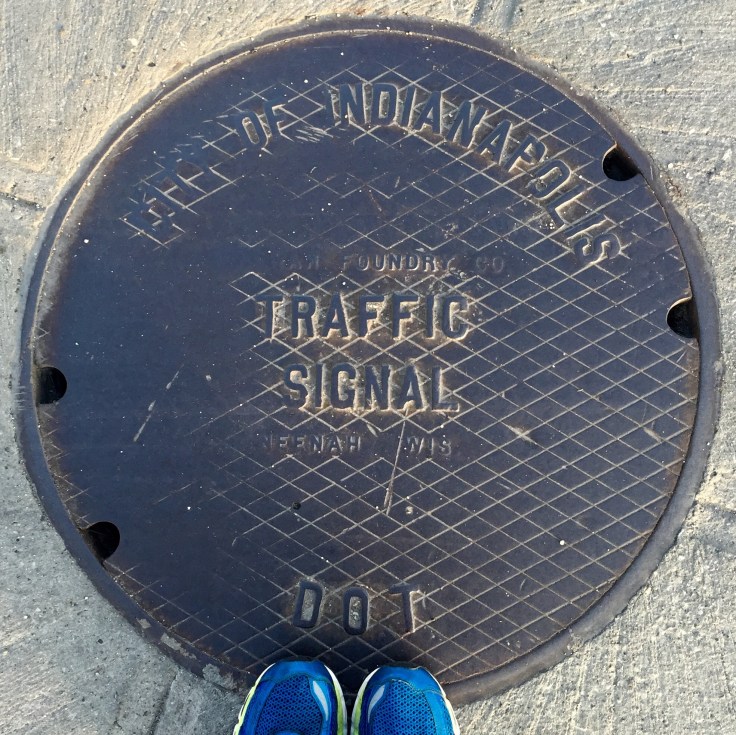 CITY OF INDIANAPOLIS
FOUNDRY CO
TRAFFIC
SIGNAL
NEENAH WIS
DOT